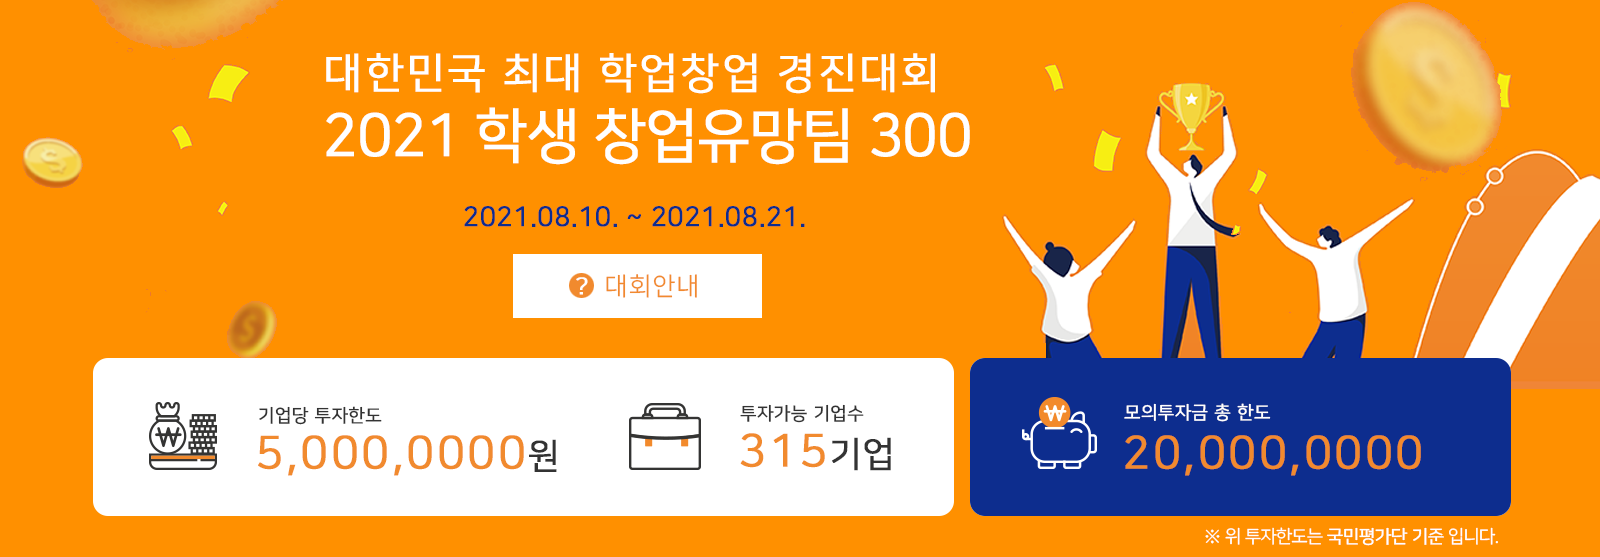 대한민국 최대 학업창업 경진대회
2021 학생 창업유망팀 300
2021.08.10. ~ 2021.08.21.
? 대회안내
기업당 투자한도
5,000,0000원
투자가능 기업수
315기업
모의투자금 총 한도
20,000,0000
※ 위 투자한도는 국민평가단 기준 입니다.